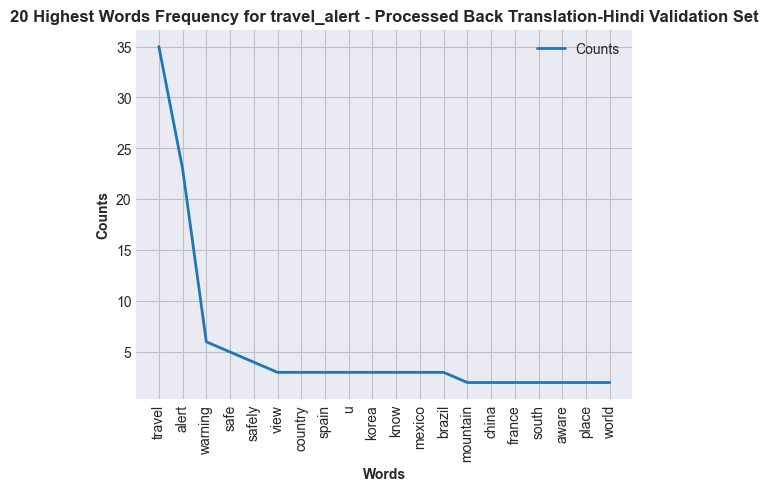 20 Highest Words Frequency for travel_alert - Processed Back Translation-Hindi Validation Set
Counts
35
30
25
20
15
10
5
Counts
travel
alert
warning
safe
safely
view
country
spain
u
korea
know
mexico
brazil
mountain
china
france
south
aware
place
world
Words